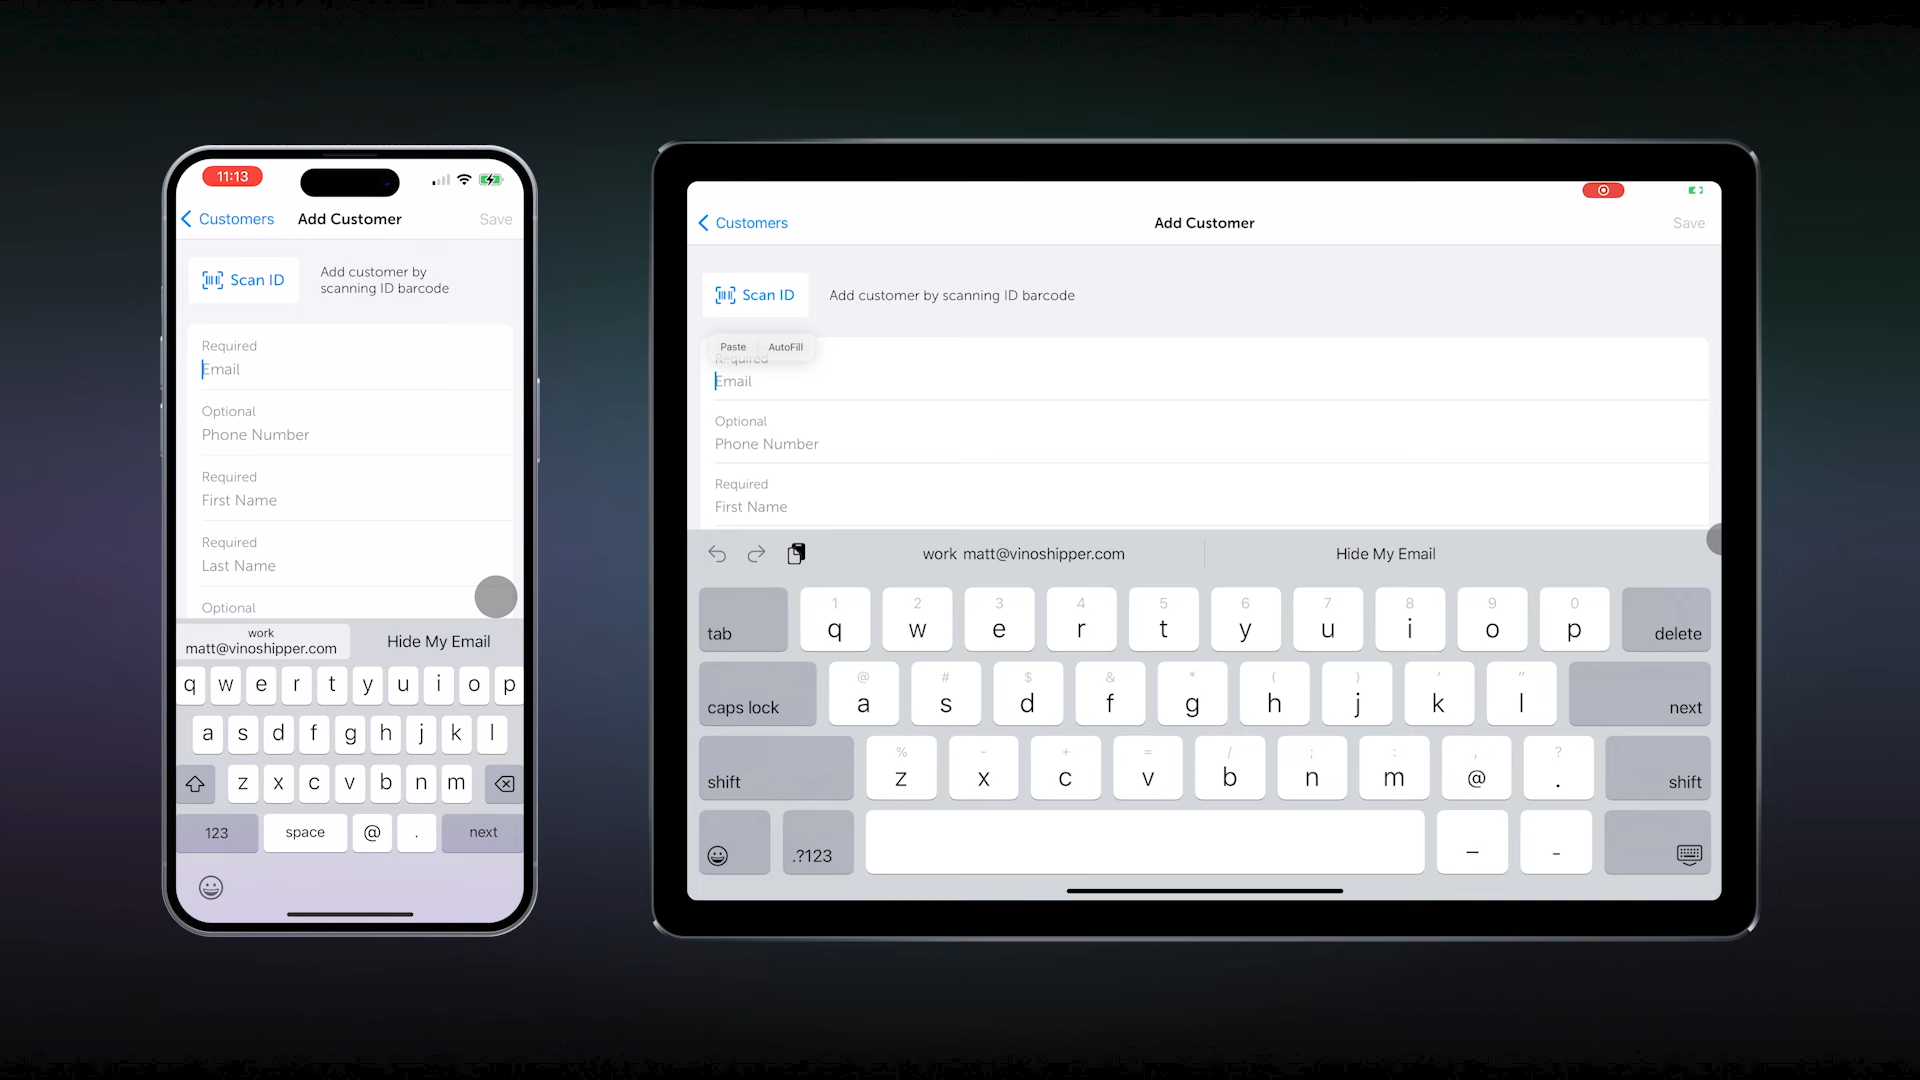 11:13
Customers
Add Customer
Save
Scan ID
Add customer by
scanning ID barcode
Required
Email
Optional
Phone Number
Required
First Name
Required
Last Name
Optional
work
matt@vinoshipper.com
Hide My Email
q w e r t y u i o p
a s d f g h j k l
z x c v b n m
123 space @ . next
Customers
Add Customer
Save
Scan ID
Add customer by scanning ID barcode
Paste AutoFill
Required
Email
Optional
Phone Number
Required
First Name
work matt@vinoshipper.com
Hide My Email
1 2 3 4 5 6 7 8 9 0
tab q w e r t y u i o p delete
@ # $ & * ( ) ' "
caps lock a s d f g h j k l next
% - + = / ; : , ?
shift z x c v b n m @ . shift
.?123 _ -